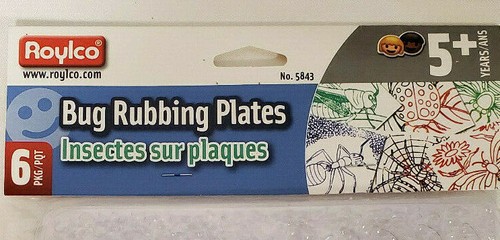 Roylco®
www.roylco.com
No. 5843
5+
YEARS/ANS
Bug Rubbing Plates
Insectes sur plaques
6
PKG/PQT